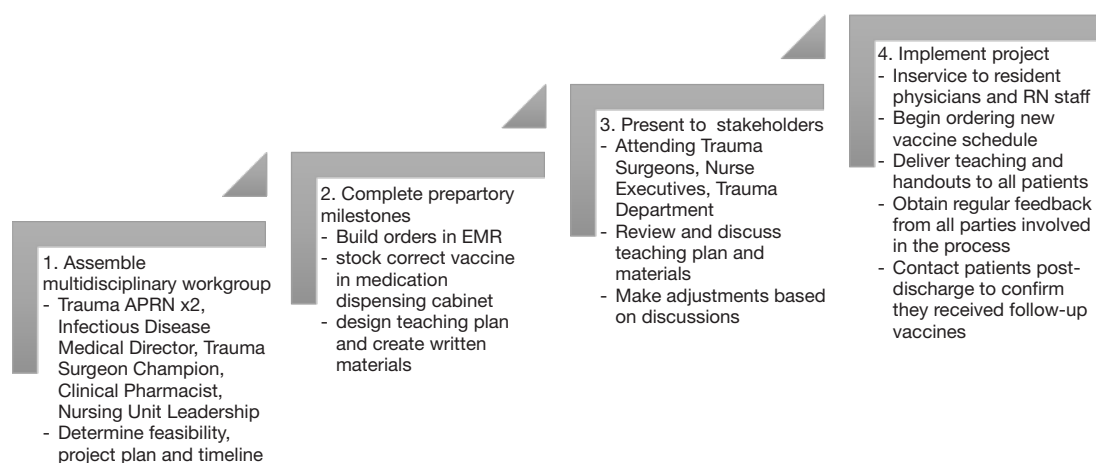 1. Assemble
multidisciplinary workgroup
- Trauma APRN x2,
Infectious Disease
Medical Director, Trauma
Surgeon Champion,
Clinical Pharmacist,
Nursing Unit Leadership
- Determine feasibility,
project plan and timeline
2. Complete prepartory
milestones
- Build orders in EMR
- stock correct vaccine
in medication
dispensing cabinet
- design teaching plan
and create written
materials
3. Present to stakeholders
- Attending Trauma
Surgeons, Nurse
Executives, Trauma
Department
- Review and discuss
teaching plan and
materials
- Make adjustments based
on discussions
4. Implement project
- Inservice to resident
physicians and RN staff
- Begin ordering new
vaccine schedule
- Deliver teaching and
handouts to all patients
- Obtain regular feedback
from all parties involved
in the process
- Contact patients post-
discharge to confirm
they received follow-up
vaccines